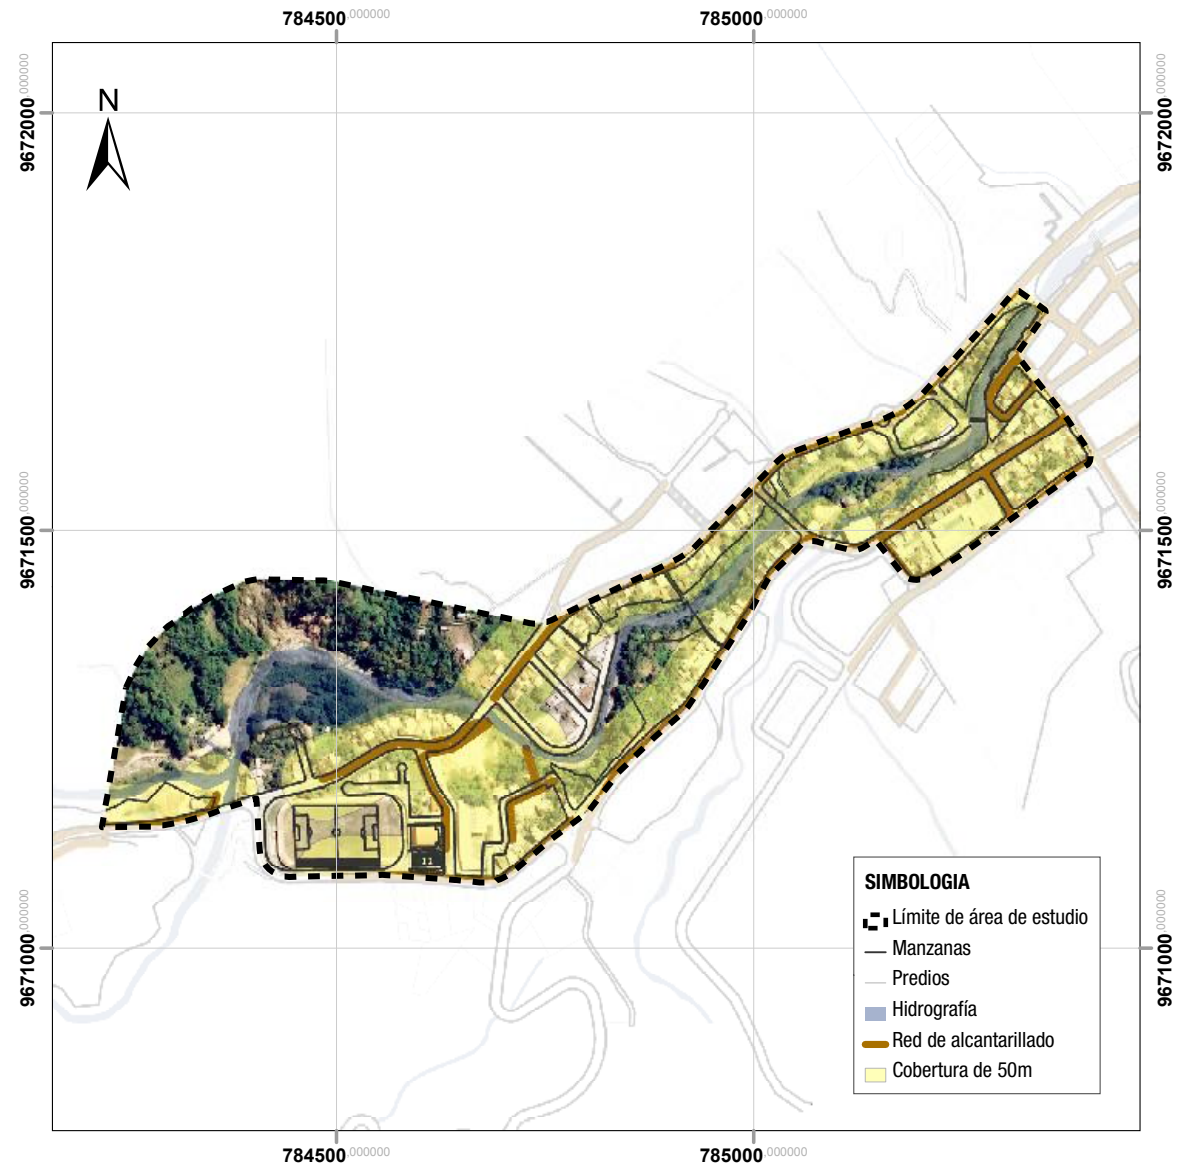 784500,000000 785000,000000
N
9672000,000000 9672000,000000
9671500,000000 9671500,000000
11
SIMBOLOGIA
Límite de área de estudio
Manzanas
Predios
Hidrografía
Red de alcantarillado
Cobertura de 50m
9671000,000000 9671000,000000
784500,000000 785000,000000